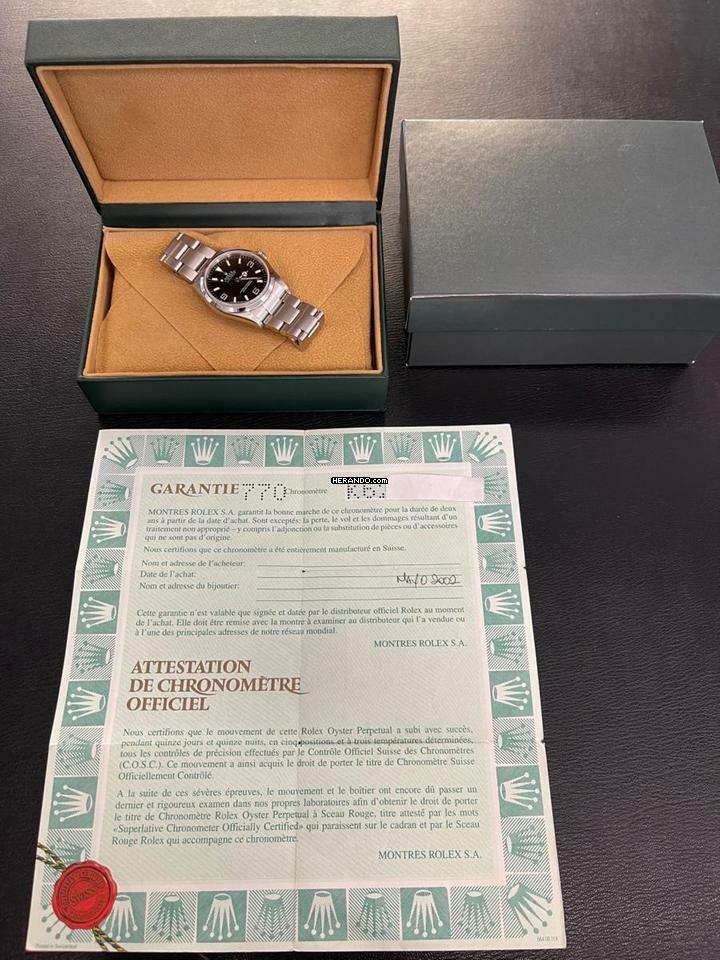 HERANDO.com
GARANTIE 770 Chronomètre K6
MONTRES ROLEX S.A. garantit la bonne marche de ce chronomètre pour la durée de deux
ans à partir de la date d'achat. Sont exceptés: la perte, le vol et les dommages résultant d'un
traitement non approprié – y compris l'adjonction ou la substitution de pièces ou d'accessoires
qui ne sont pas d'origine.
Nous certifions que ce chronomètre a été entièrement manufacturé en Suisse.
Nom et adresse de l'acheteur:
Date de l'achat: MAYO 2002
Nom et adresse du bijoutier:
Cette garantie n'est valable que signée et datée par le distributeur officiel Rolex au moment
de l'achat. Elle doit être remise avec la montre à examiner au distributeur qui l'a vendue ou
à l'une des principales adresses de notre réseau mondial.
MONTRES ROLEX S.A.
ATTESTATION
DE CHRONOMÈTRE
OFFICIEL
Nous certifions que le mouvement de cette Rolex Oyster Perpetual a subi avec succès,
pendant quinze jours et quinze nuits, en cinq positions et à trois températures déterminées,
tous les contrôles de précision effectués par le Contrôle Officiel Suisse des Chronomètres
(C.O.S.C.). Ce mouvement a ainsi acquis le droit de porter le titre de Chronomètre Suisse
Officiellement Contrôlé.
A la suite de ces sévères épreuves, le mouvement et le boîtier ont encore dû passer un
dernier et rigoureux examen dans nos propres laboratoires afin d'obtenir le droit de porter
le titre de Chronomètre Rolex Oyster Perpetual à Sceau Rouge, titre attesté par les mots
«Superlative Chronometer Officially Certified» qui paraissent sur le cadran et par le Sceau
Rouge Rolex qui accompagne ce chronomètre.
MONTRES ROLEX S.A.
Printed in Switzerland